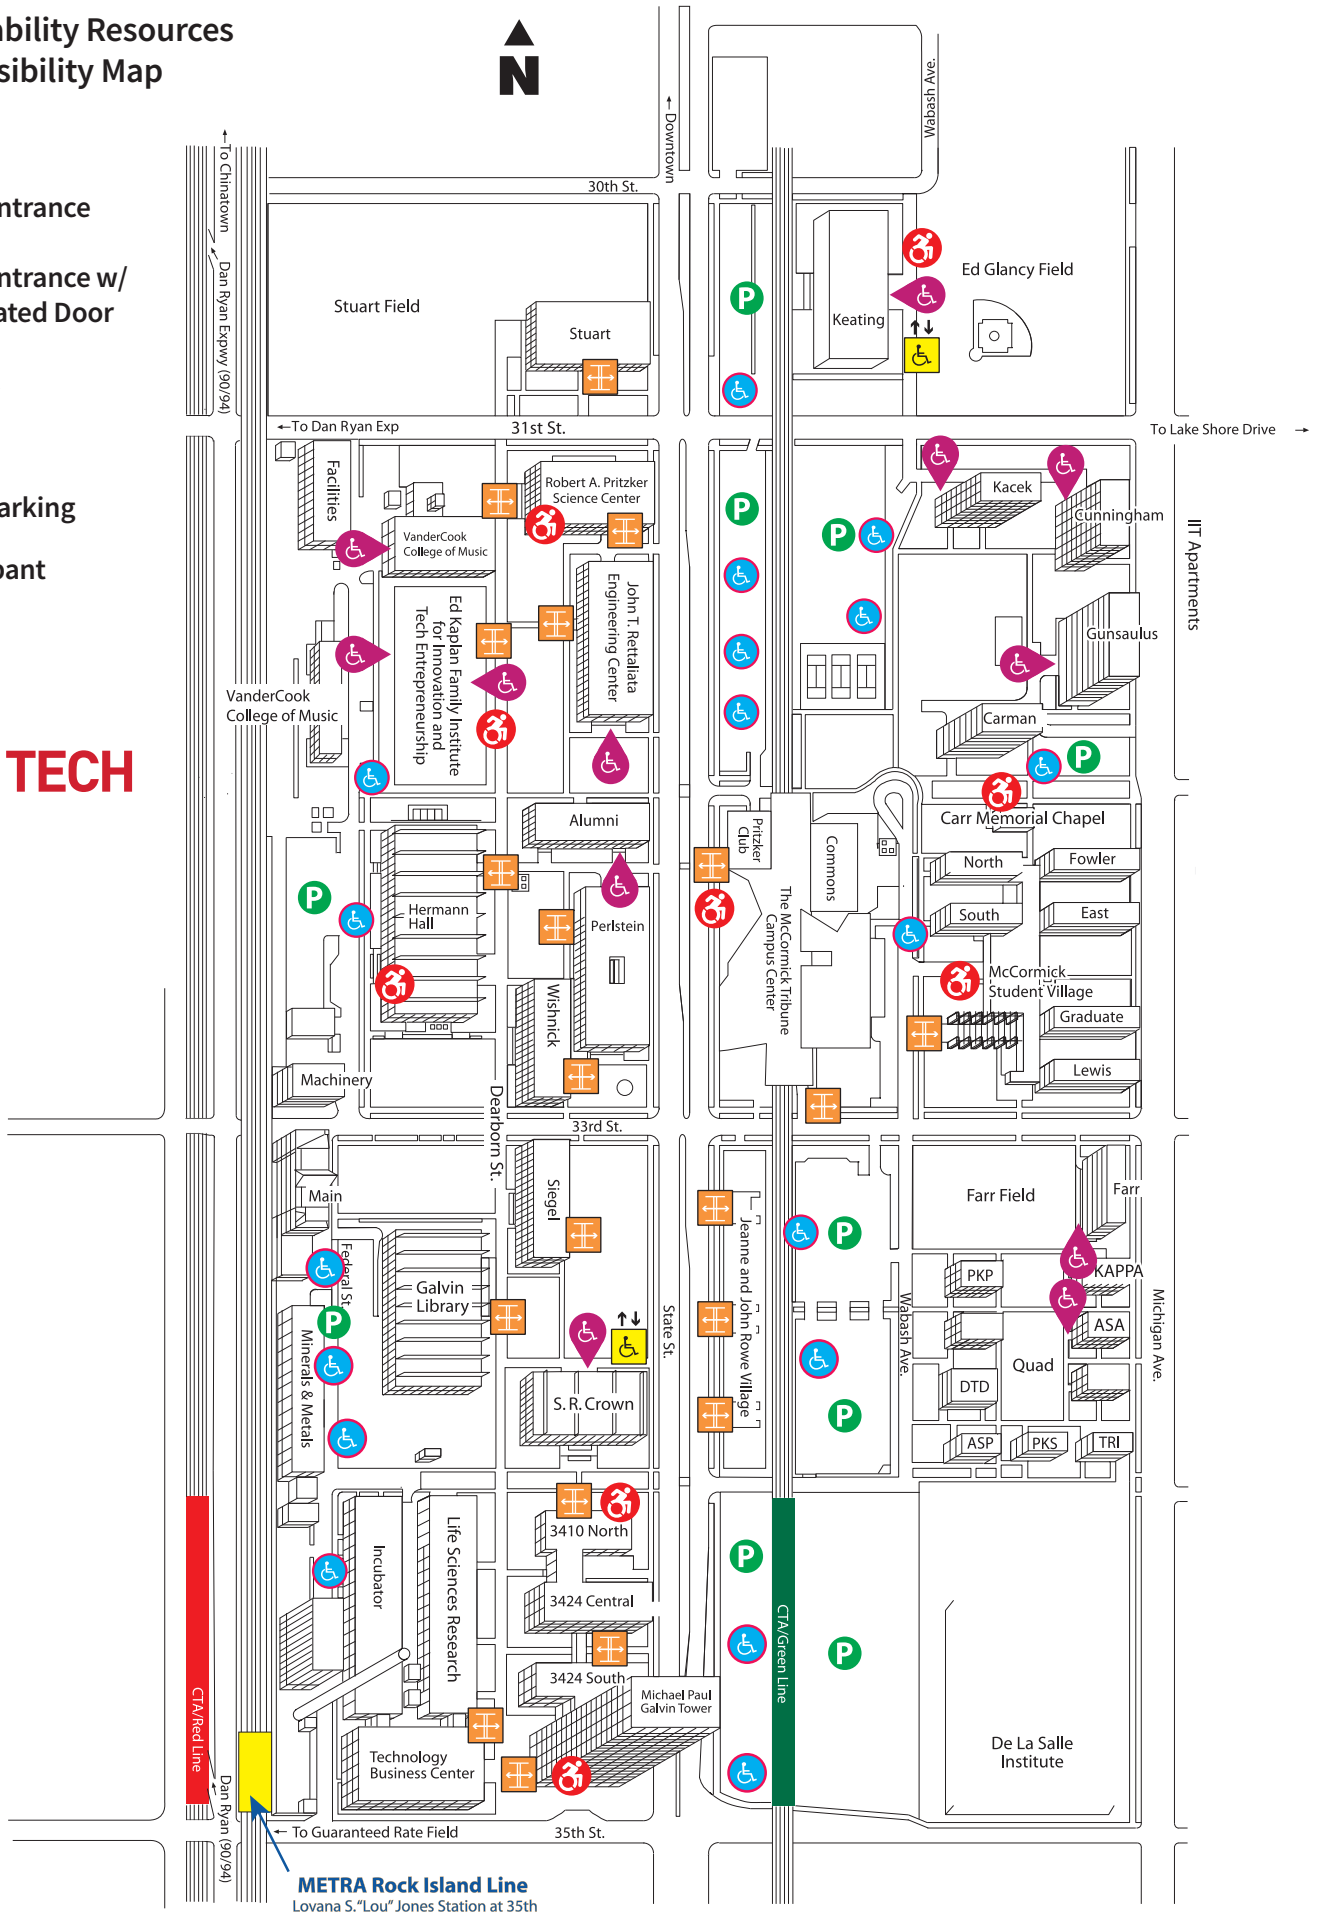 ability Resources
sibility Map
N
ntrance
ntrance w/
ated Door
arking
pant
TECH
↑ To Chinatown
Dan Ryan Expwy (90/94)
← Downtown
Wabash Ave.
30th St.
Stuart Field
Stuart
P
Keating
Ed Glancy Field
←To Dan Ryan Exp
31st St.
To Lake Shore Drive →
Facilities
Robert A. Pritzker
Science Center
VanderCook
College of Music
P
P
Kacek
Cunningham
IIT Apartments
Ed Kaplan Family Institute
for Innovation and
Tech Entrepreneurship
John T. Rettaliata
Engineering Center
Gunsaulus
VanderCook
College of Music
Carman
P
Alumni
Pritzker
Club
Commons
Carr Memorial Chapel
North
Fowler
P
Hermann
Hall
Perlstein
The McCormick Tribune
Campus Center
South
East
McCormick
Student Village
Wishnick
Graduate
Machinery
Lewis
Dearborn St.
33rd St.
Main
Siegel
Farr Field
Farr
Jeanne and John Rowe Village
P
Federal St.
Galvin
Library
PKP
KAPPA
P
State St.
Wabash Ave.
Michigan Ave.
Minerals & Metals
ASA
Quad
S. R. Crown
DTD
P
ASP
PKS
TRI
3410 North
Incubator
Life Sciences Research
P
3424 Central
CTA/Green Line
P
3424 South
Michael Paul
Galvin Tower
CTA/Red Line
Technology
Business Center
De La Salle
Institute
Dan Ryan (90/94)
← To Guaranteed Rate Field
35th St.
METRA Rock Island Line
Lovana S."Lou" Jones Station at 35th